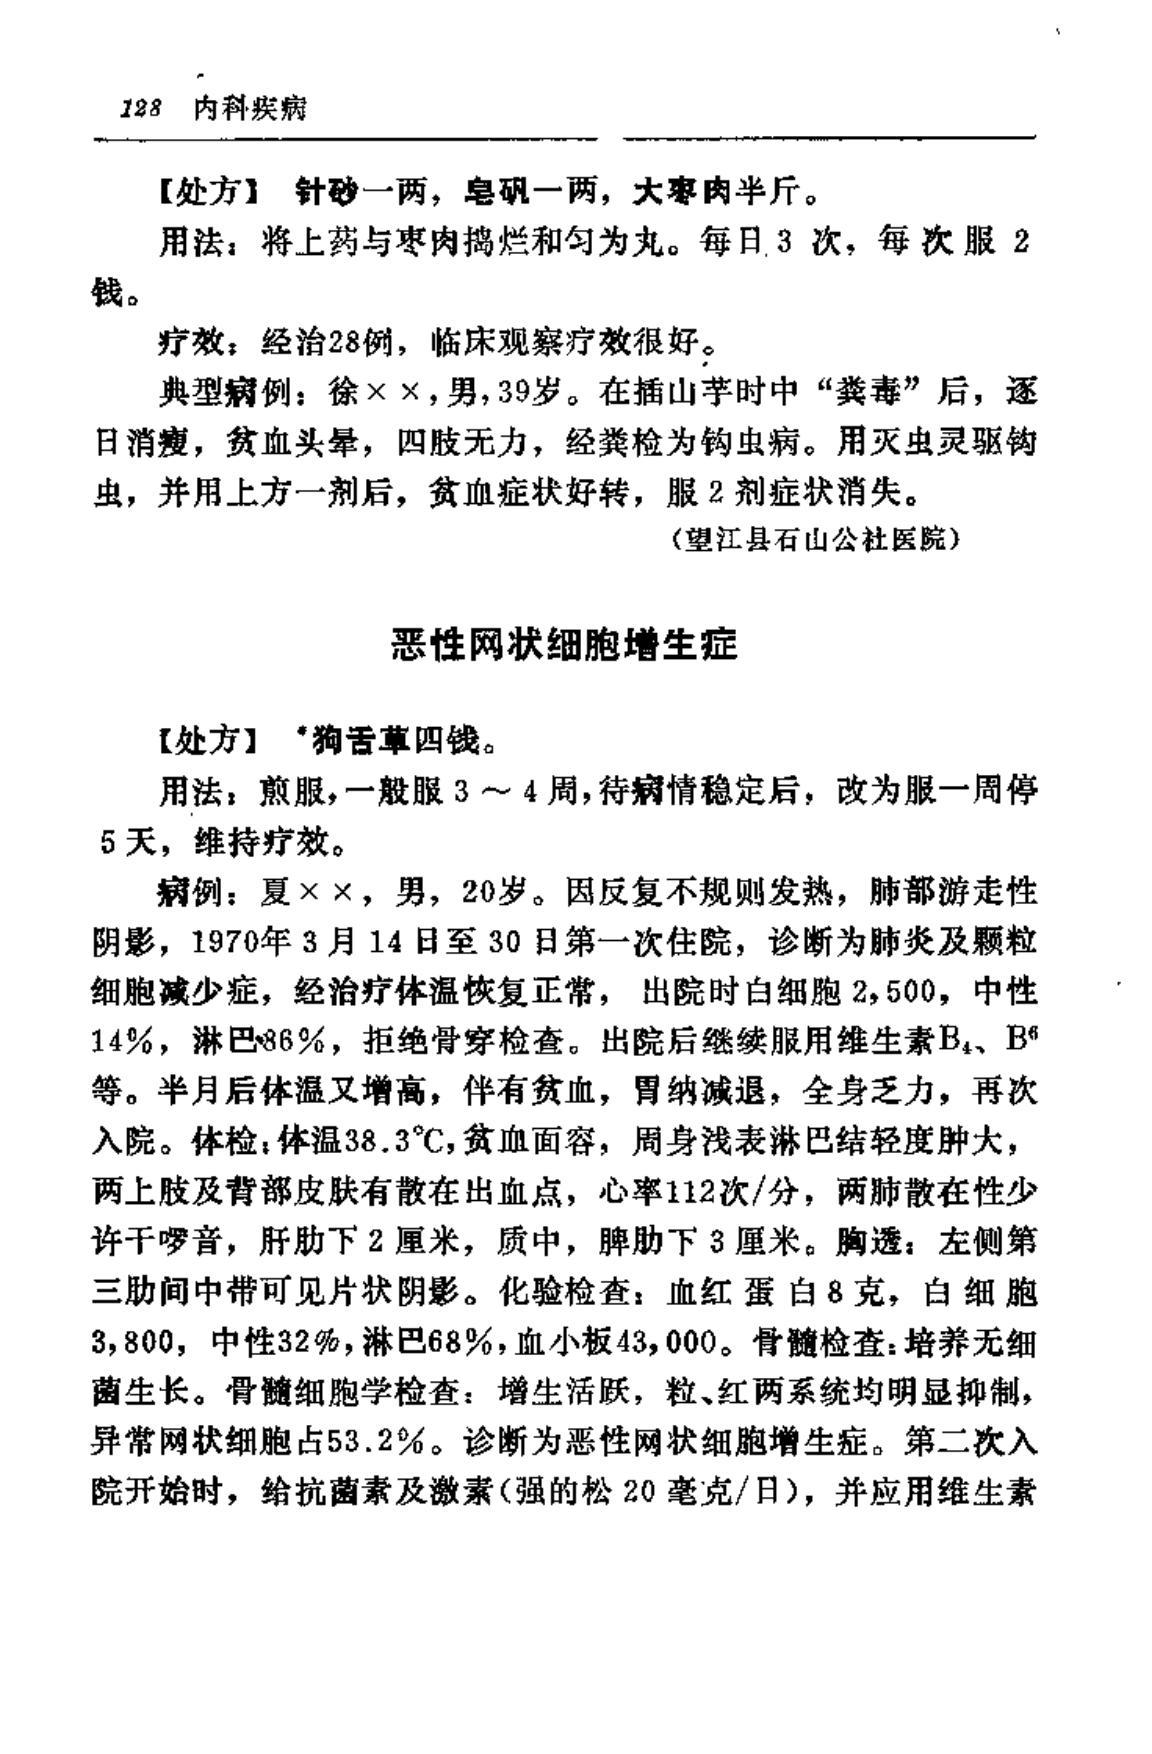 128 内科疾病
【处方】 针砂一两，皂矾一两，大枣肉半斤。
用法：将上药与枣肉捣烂和匀为丸。每日3次，每次服2
钱。
疗效：经治28例，临床观察疗效很好。
典型病例：徐××，男，39岁。在插山芋时中“粪毒”后，逐
日消瘦，贫血头晕，四肢无力，经粪检为钩虫病。用灭虫灵驱钩
虫，并用上方一剂后，贫血症状好转，服2剂症状消失。
（望江县石山公社医院）
恶性网状细胞增生症
【处方】 *狗舌草四钱。
用法：煎服，一般服3～4周，待病情稳定后，改为服一周停
5天，维持疗效。
病例：夏××，男，20岁。因反复不规则发热，肺部游走性
阴影，1970年3月14日至30日第一次住院，诊断为肺炎及颗粒
细胞减少症，经治疗体温恢复正常，出院时白细胞2,500，中性
14%，淋巴86%，拒绝骨穿检查。出院后继续服用维生素B₄、B⁶
等。半月后体温又增高，伴有贫血，胃纳减退，全身乏力，再次
入院。体检：体温38.3℃，贫血面容，周身浅表淋巴结轻度肿大，
两上肢及背部皮肤有散在出血点，心率112次/分，两肺散在性少
许干啰音，肝肋下2厘米，质中，脾肋下3厘米。胸透：左侧第
三肋间中带可见片状阴影。化验检查：血红蛋白8克，白细胞
3,800，中性32%，淋巴68%，血小板43,000。骨髓检查：培养无细
菌生长。骨髓细胞学检查：增生活跃，粒、红两系统均明显抑制，
异常网状细胞占53.2%。诊断为恶性网状细胞增生症。第二次入
院开始时，给抗菌素及激素（强的松20毫克/日），并应用维生素